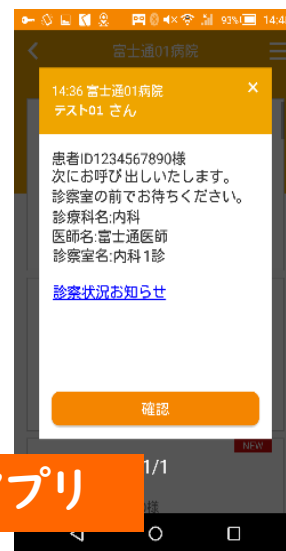 93% 14:4
富士通01病院
14:36 富士通01病院
×
テスト01 さん
患者ID1234567890様
次にお呼び出しいたします。
診察室の前でお待ちください。
診療科名:内科
医師名:富士通医師
診察室名:内科1診
診察状況お知らせ
確認
NEW
1/1
プリ